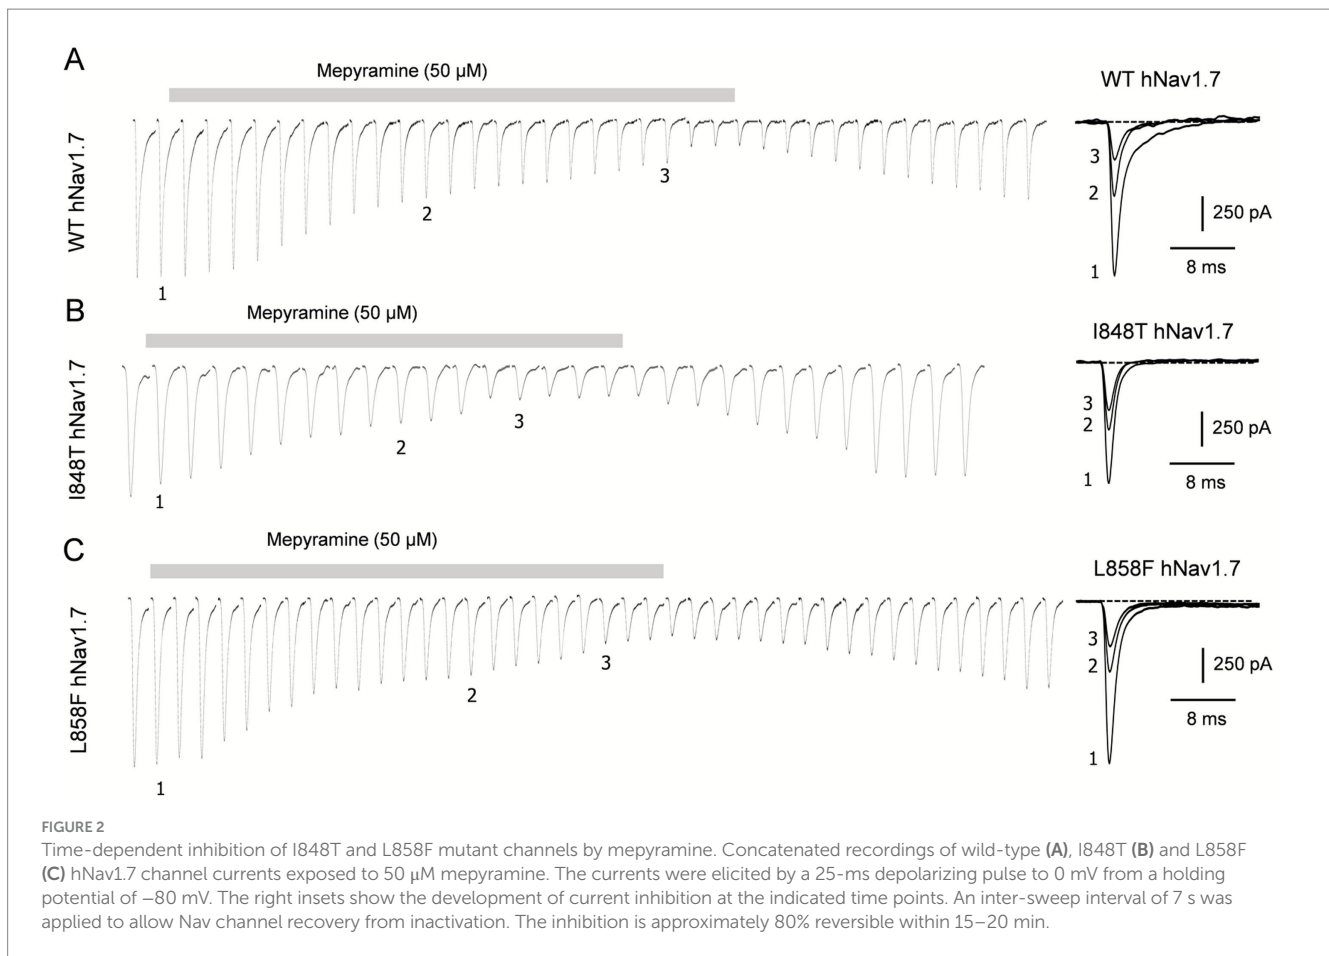 A
Mepyramine (50 µM)
WT hNav1.7
WT hNav1.7
1
2
3
3
2
1
250 pA
8 ms
B
Mepyramine (50 µM)
I848T hNav1.7
I848T hNav1.7
1
2
3
3
2
1
250 pA
8 ms
C
Mepyramine (50 µM)
L858F hNav1.7
L858F hNav1.7
1
2
3
3
2
1
250 pA
8 ms
FIGURE 2
Time-dependent inhibition of I848T and L858F mutant channels by mepyramine. Concatenated recordings of wild-type (A), I848T (B) and L858F
(C) hNav1.7 channel currents exposed to 50 µM mepyramine. The currents were elicited by a 25-ms depolarizing pulse to 0 mV from a holding
potential of −80 mV. The right insets show the development of current inhibition at the indicated time points. An inter-sweep interval of 7 s was
applied to allow Nav channel recovery from inactivation. The inhibition is approximately 80% reversible within 15–20 min.